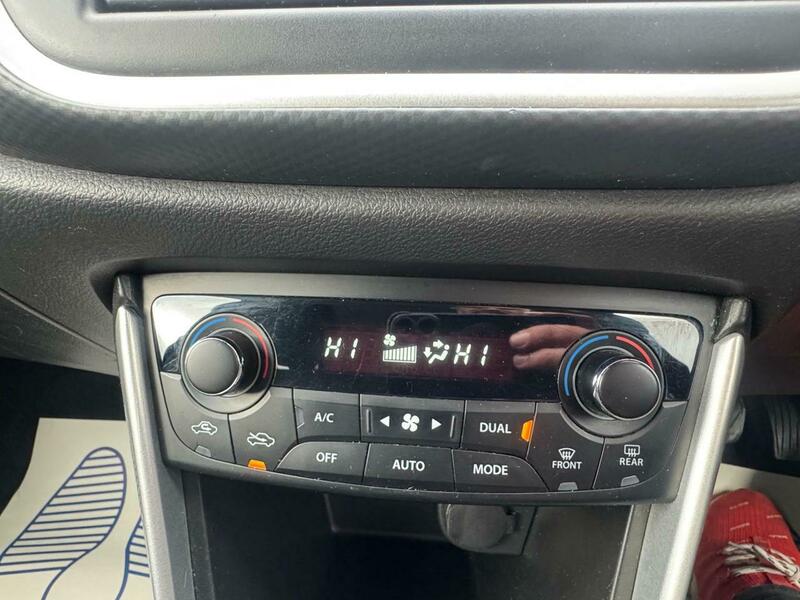 HI HI
A/C DUAL
OFF AUTO MODE FRONT REAR